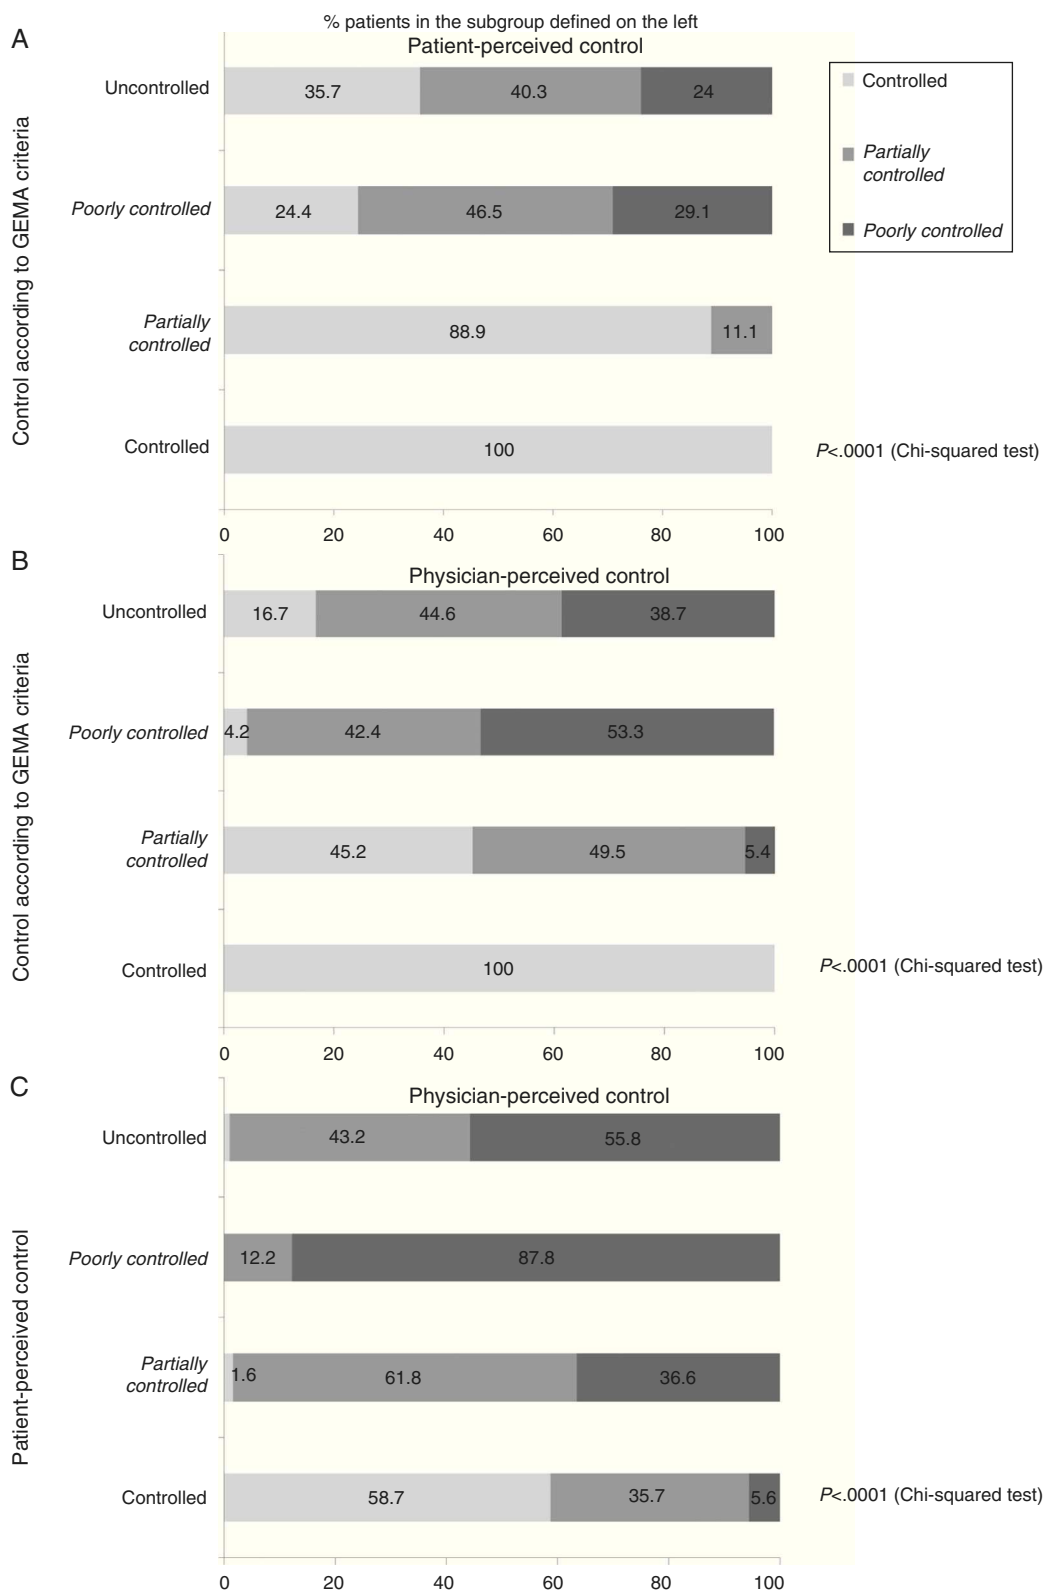 % patients in the subgroup defined on the left
A
Patient-perceived control
Control according to GEMA criteria
Uncontrolled
35.7 40.3 24
Poorly controlled
24.4 46.5 29.1
Partially
controlled
88.9 11.1
Controlled
100
P<.0001 (Chi-squared test)
0 20 40 60 80 100
Controlled
Partially
controlled
Poorly controlled
B
Physician-perceived control
Control according to GEMA criteria
Uncontrolled
16.7 44.6 38.7
Poorly controlled
4.2 42.4 53.3
Partially
controlled
45.2 49.5 5.4
Controlled
100
P<.0001 (Chi-squared test)
0 20 40 60 80 100
C
Physician-perceived control
Patient-perceived control
Uncontrolled
43.2 55.8
Poorly controlled
12.2 87.8
Partially
controlled
1.6 61.8 36.6
Controlled
58.7 35.7 5.6
P<.0001 (Chi-squared test)
0 20 40 60 80 100